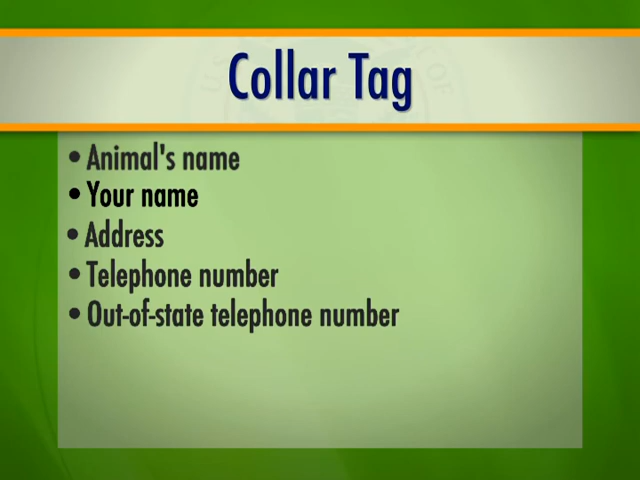 Collar Tag
• Animal's name
• Your name
• Address
• Telephone number
• Out-of-state telephone number